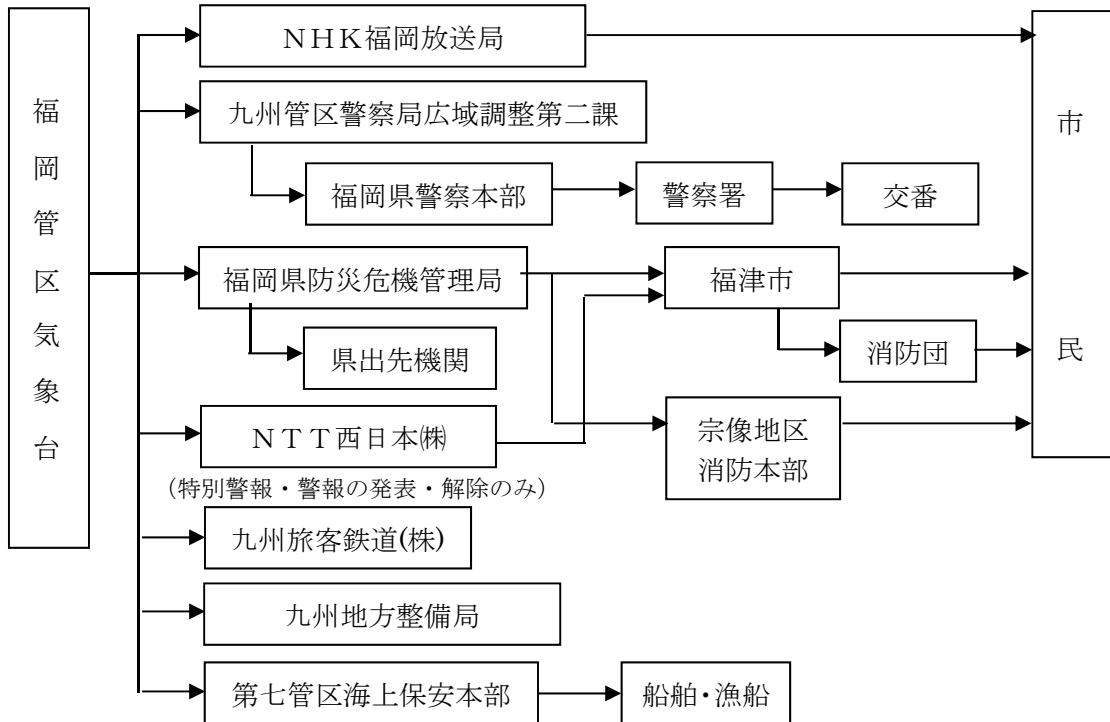 福岡管区気象台
ＮＨＫ福岡放送局
九州管区警察局広域調整第二課
福岡県警察本部
警察署
交番
福岡県防災危機管理局
福津市
県出先機関
消防団
ＮＴＴ西日本㈱
(特別警報・警報の発表・解除のみ)
宗像地区
消防本部
九州旅客鉄道(株)
九州地方整備局
第七管区海上保安本部
船舶・漁船
市民